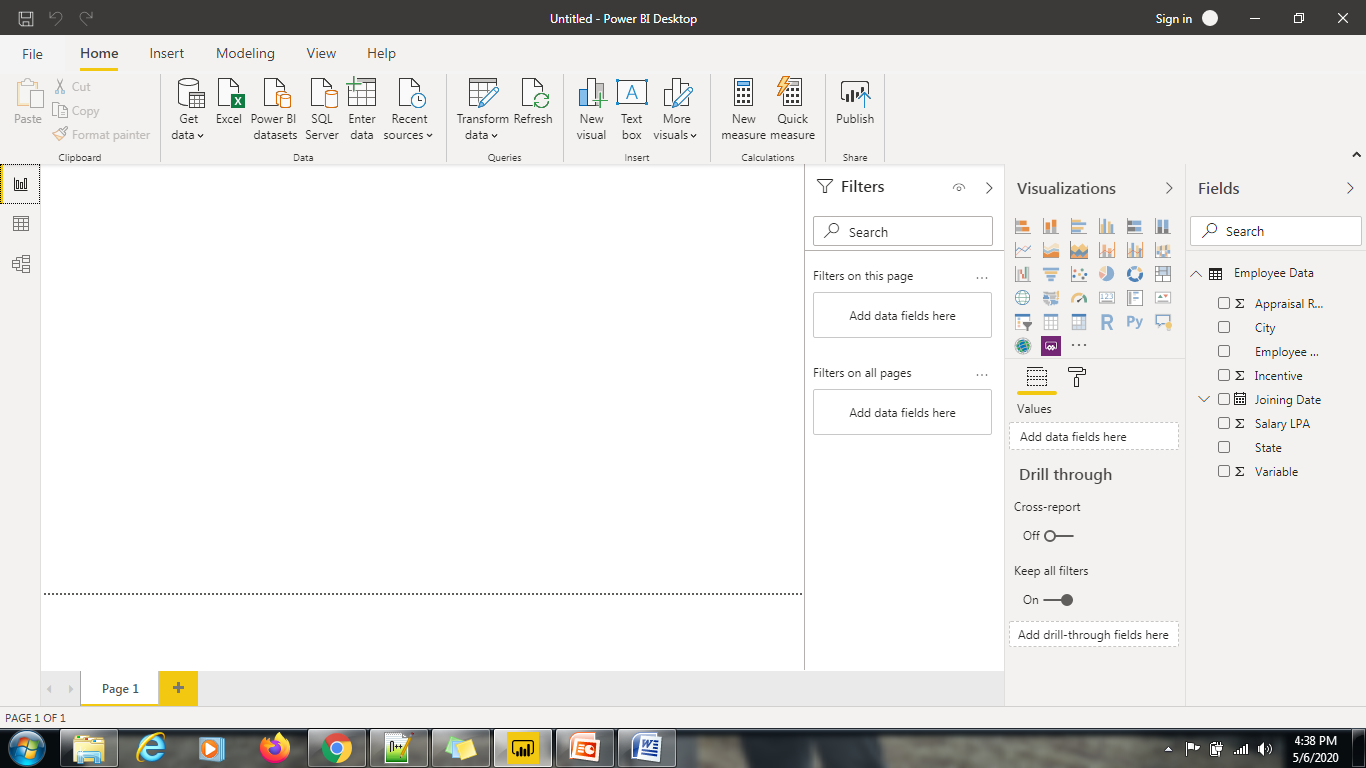 Untitled - Power BI Desktop
Sign in
File Home Insert Modeling View Help
Paste
Cut
Copy
Format painter
Clipboard
Get data
Excel
Power BI datasets
SQL Server
Enter data
Recent sources
Data
Transform data
Refresh
Queries
New visual
Text box
More visuals
Insert
New measure
Quick measure
Calculations
Publish
Share
Filters
Search
Filters on this page ...
Add data fields here
Filters on all pages ...
Add data fields here
Visualizations
123
R
Py
...
Values
Add data fields here
Drill through
Cross-report
Off
Keep all filters
On
Add drill-through fields here
Fields
Search
Employee Data
Σ Appraisal R...
City
Employee ...
Σ Incentive
Joining Date
Σ Salary LPA
State
Σ Variable
Page 1
+
PAGE 1 OF 1
4:38 PM
5/6/2020